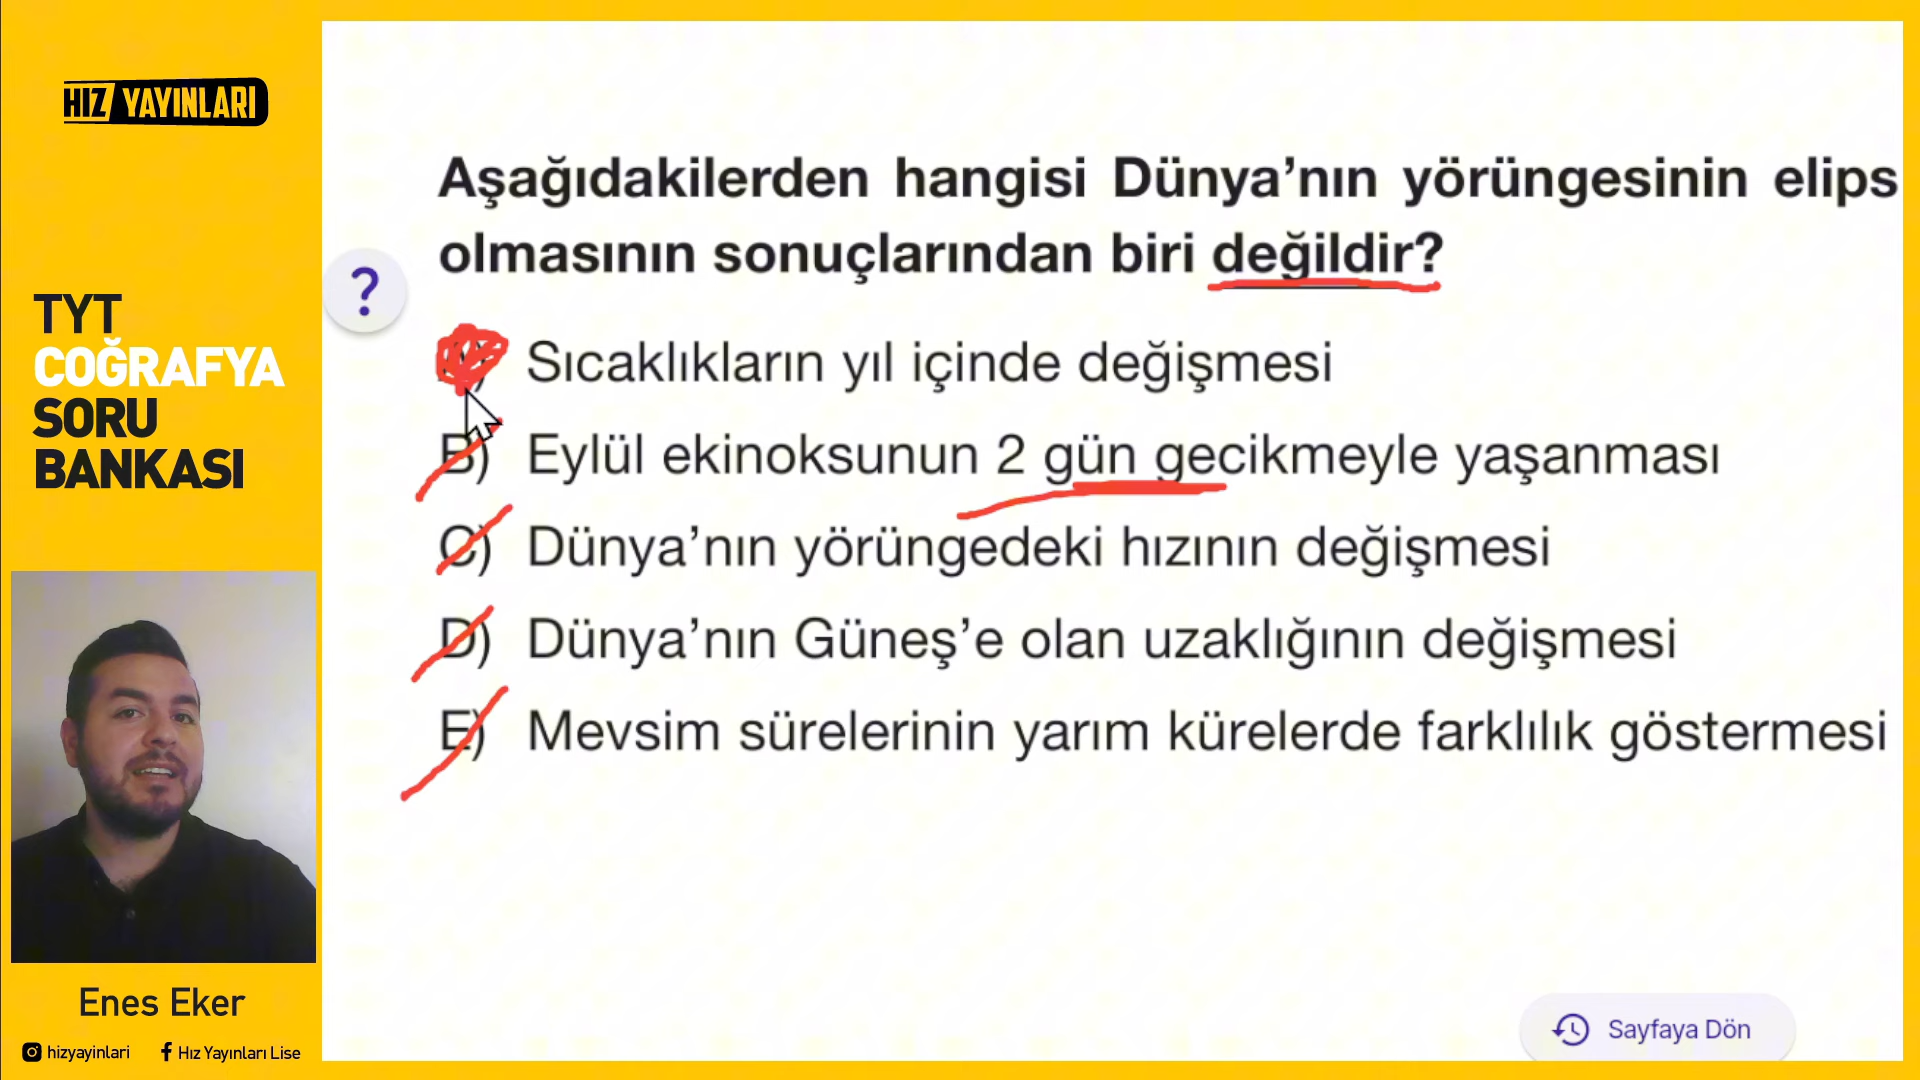 HIZ YAYINLARI
TYT
COĞRAFYA
SORU
BANKASI
Enes Eker
hizyayinlari
Hız Yayınları Lise
?
Aşağıdakilerden hangisi Dünya’nın yörüngesinin elips
olmasının sonuçlarından biri değildir?
Sıcaklıkların yıl içinde değişmesi
B) Eylül ekinoksunun 2 gün gecikmeyle yaşanması
C) Dünya’nın yörüngedeki hızının değişmesi
D) Dünya’nın Güneş’e olan uzaklığının değişmesi
E) Mevsim sürelerinin yarım kürelerde farklılık göstermesi
Sayfaya Dön